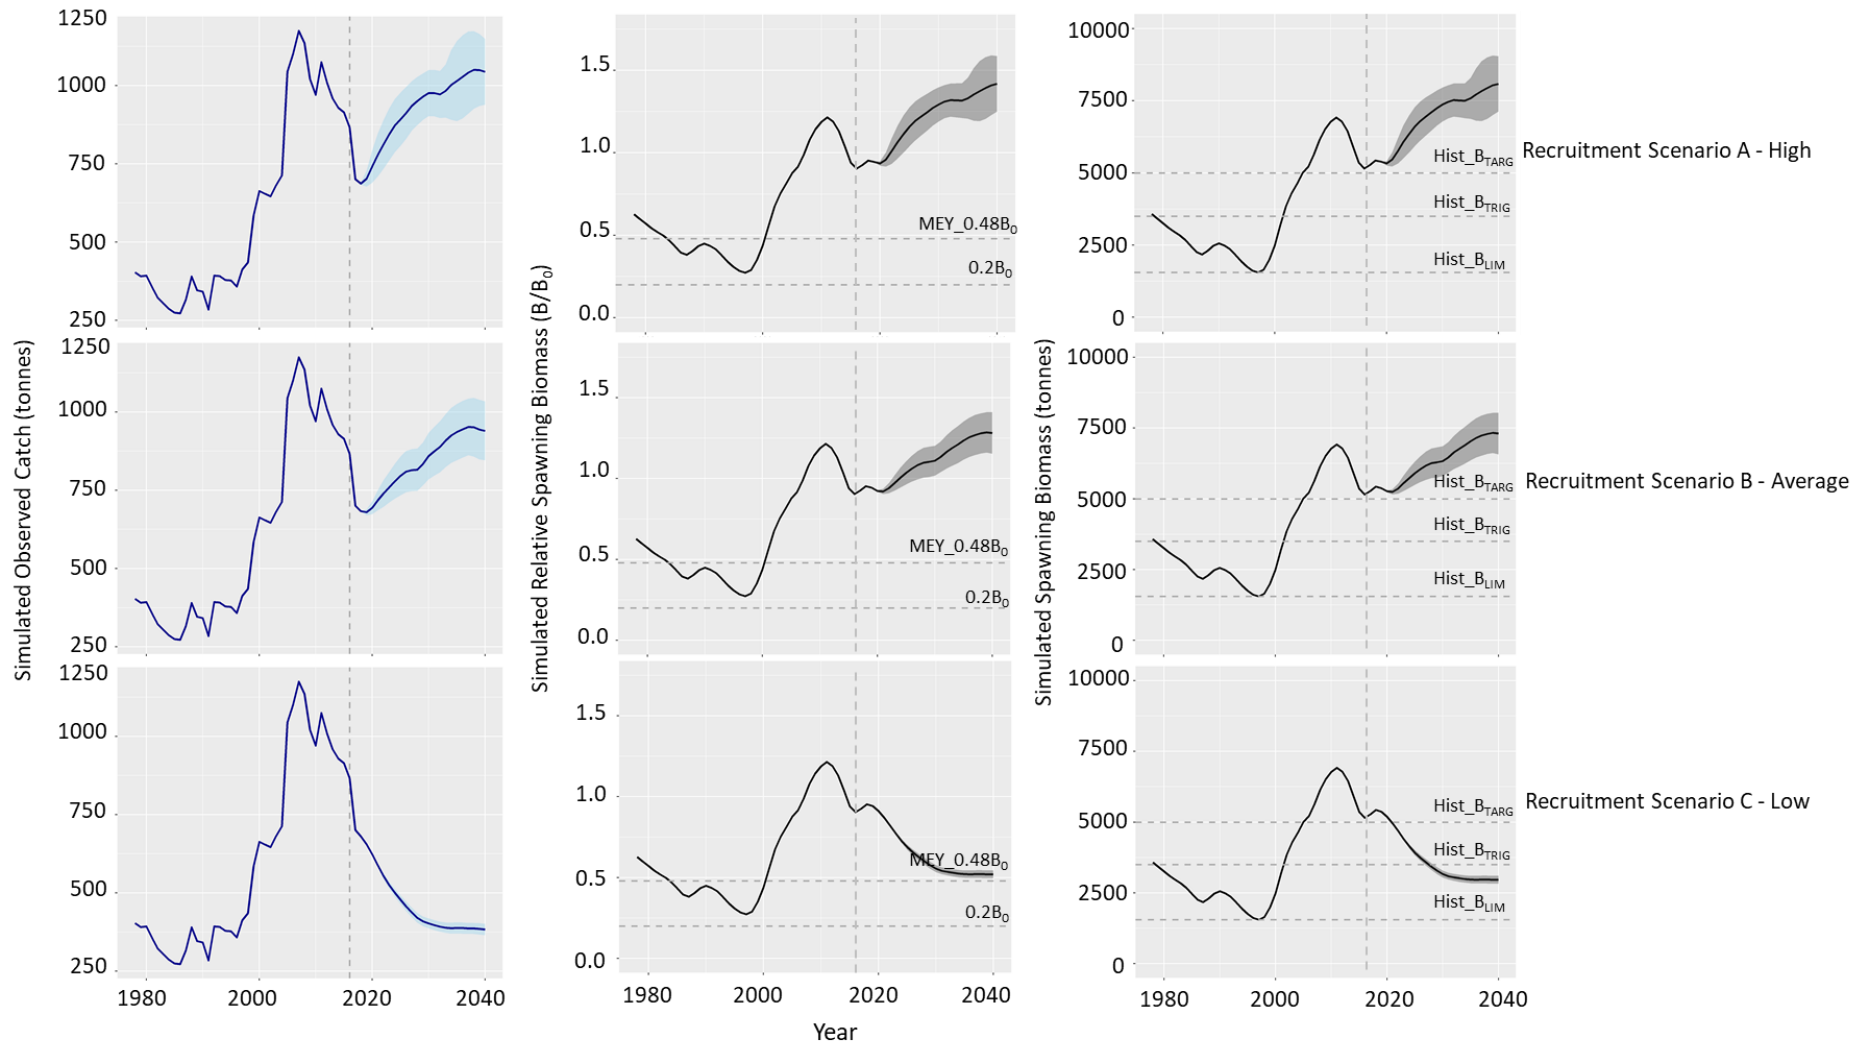 Simulated Observed Catch (tonnes)
1250
1000
750
500
250
1250
1000
750
500
250
1250
1000
750
500
250
1980 2000 2020 2040
Simulated Relative Spawning Biomass (B/B0)
1.5
1.0
0.5
0.0
MEY_0.48B0
0.2B0
1.5
1.0
0.5
0.0
MEY_0.48B0
0.2B0
1.5
1.0
0.5
0.0
MEY_0.48B0
0.2B0
1980 2000 2020 2040
Year
Simulated Spawning Biomass (tonnes)
10000
7500
5000
2500
0
Hist_BTARG
Hist_BTRIG
Hist_BLIM
Recruitment Scenario A - High
10000
7500
5000
2500
0
Hist_BTARG
Hist_BTRIG
Hist_BLIM
Recruitment Scenario B - Average
10000
7500
5000
2500
0
Hist_BTARG
Hist_BTRIG
Hist_BLIM
Recruitment Scenario C - Low
1980 2000 2020 2040